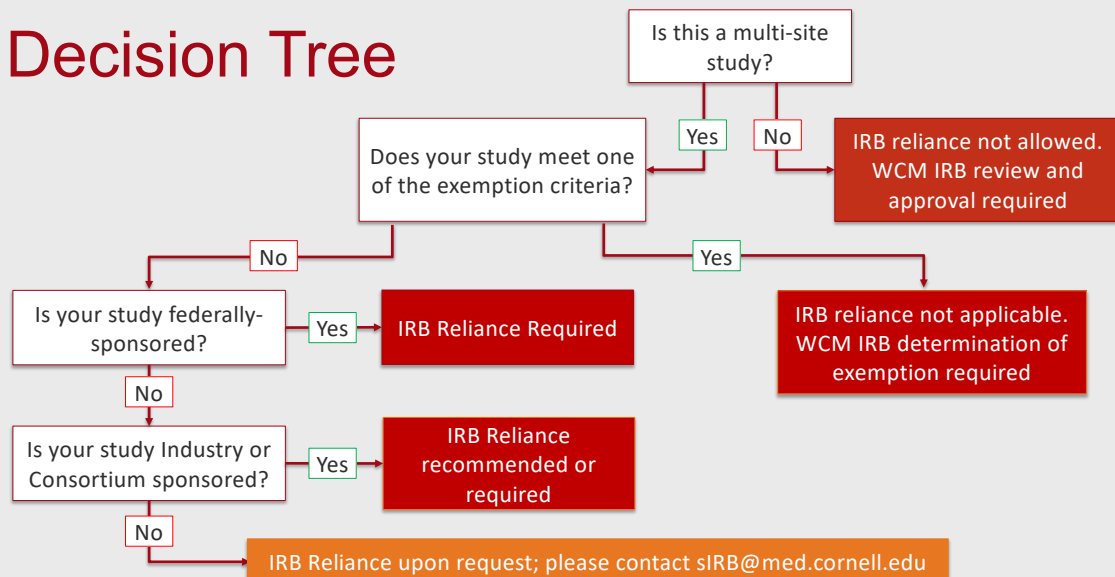 Decision Tree
Is this a multi-site
study?
Yes
No
Does your study meet one
of the exemption criteria?
IRB reliance not allowed.
WCM IRB review and
approval required
No
Yes
Is your study federally-
sponsored?
Yes
IRB Reliance Required
IRB reliance not applicable.
WCM IRB determination of
exemption required
No
Is your study Industry or
Consortium sponsored?
Yes
IRB Reliance
recommended or
required
No
IRB Reliance upon request; please contact sIRB@med.cornell.edu